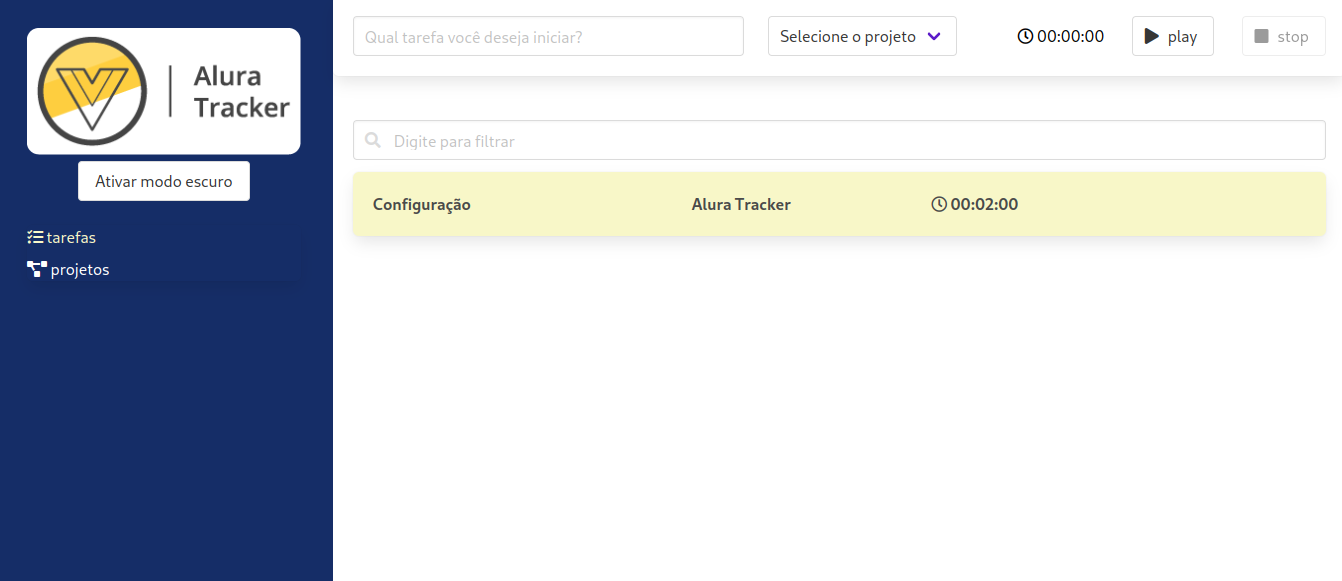 Alura
Tracker
Ativar modo escuro
tarefas
projetos
Qual tarefa você deseja iniciar?
Selecione o projeto
00:00:00
play
stop
Digite para filtrar
Configuração
Alura Tracker
00:02:00